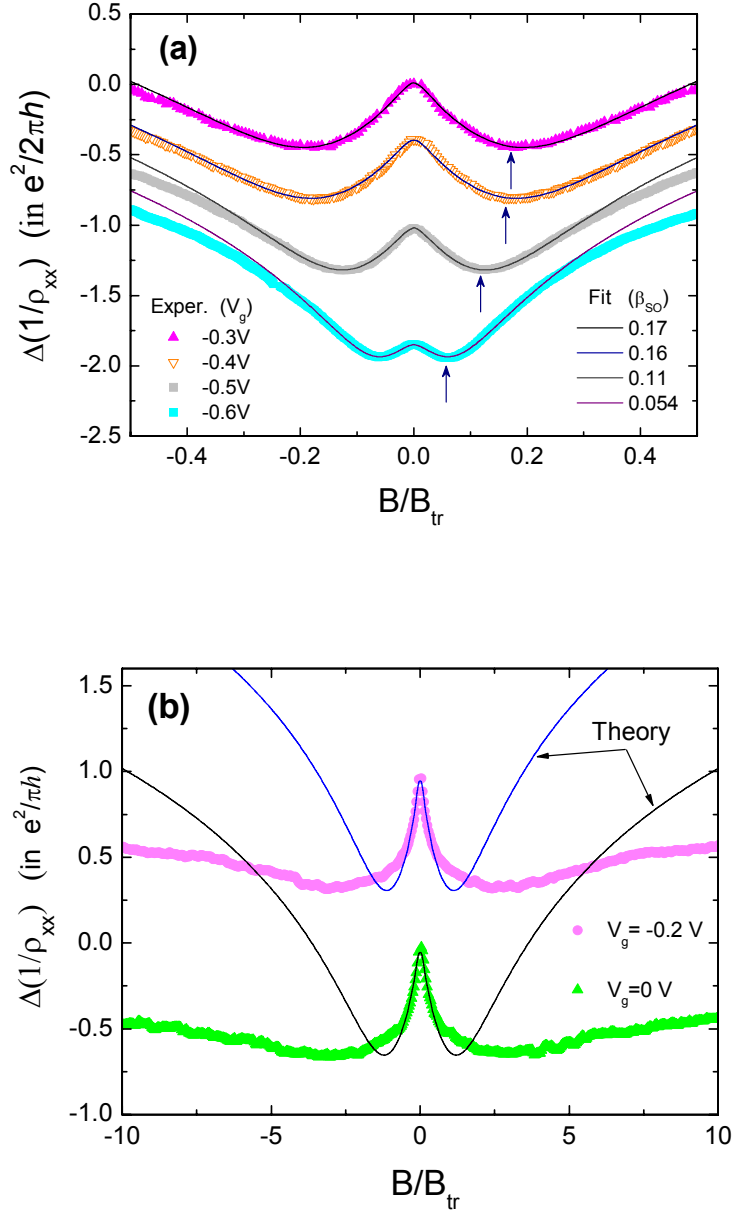 (a)
Δ(1/ρxx) (in e²/2πh)
0.5
0.0
-0.5
-1.0
-1.5
-2.0
-2.5
Exper. (Vg)
-0.3V
-0.4V
-0.5V
-0.6V
Fit (βSO)
0.17
0.16
0.11
0.054
-0.4 -0.2 0.0 0.2 0.4
B/Btr
(b)
Δ(1/ρxx) (in e²/πh)
1.5
1.0
0.5
0.0
-0.5
-1.0
Theory
Vg= -0.2 V
Vg=0 V
-10 -5 0 5 10
B/Btr